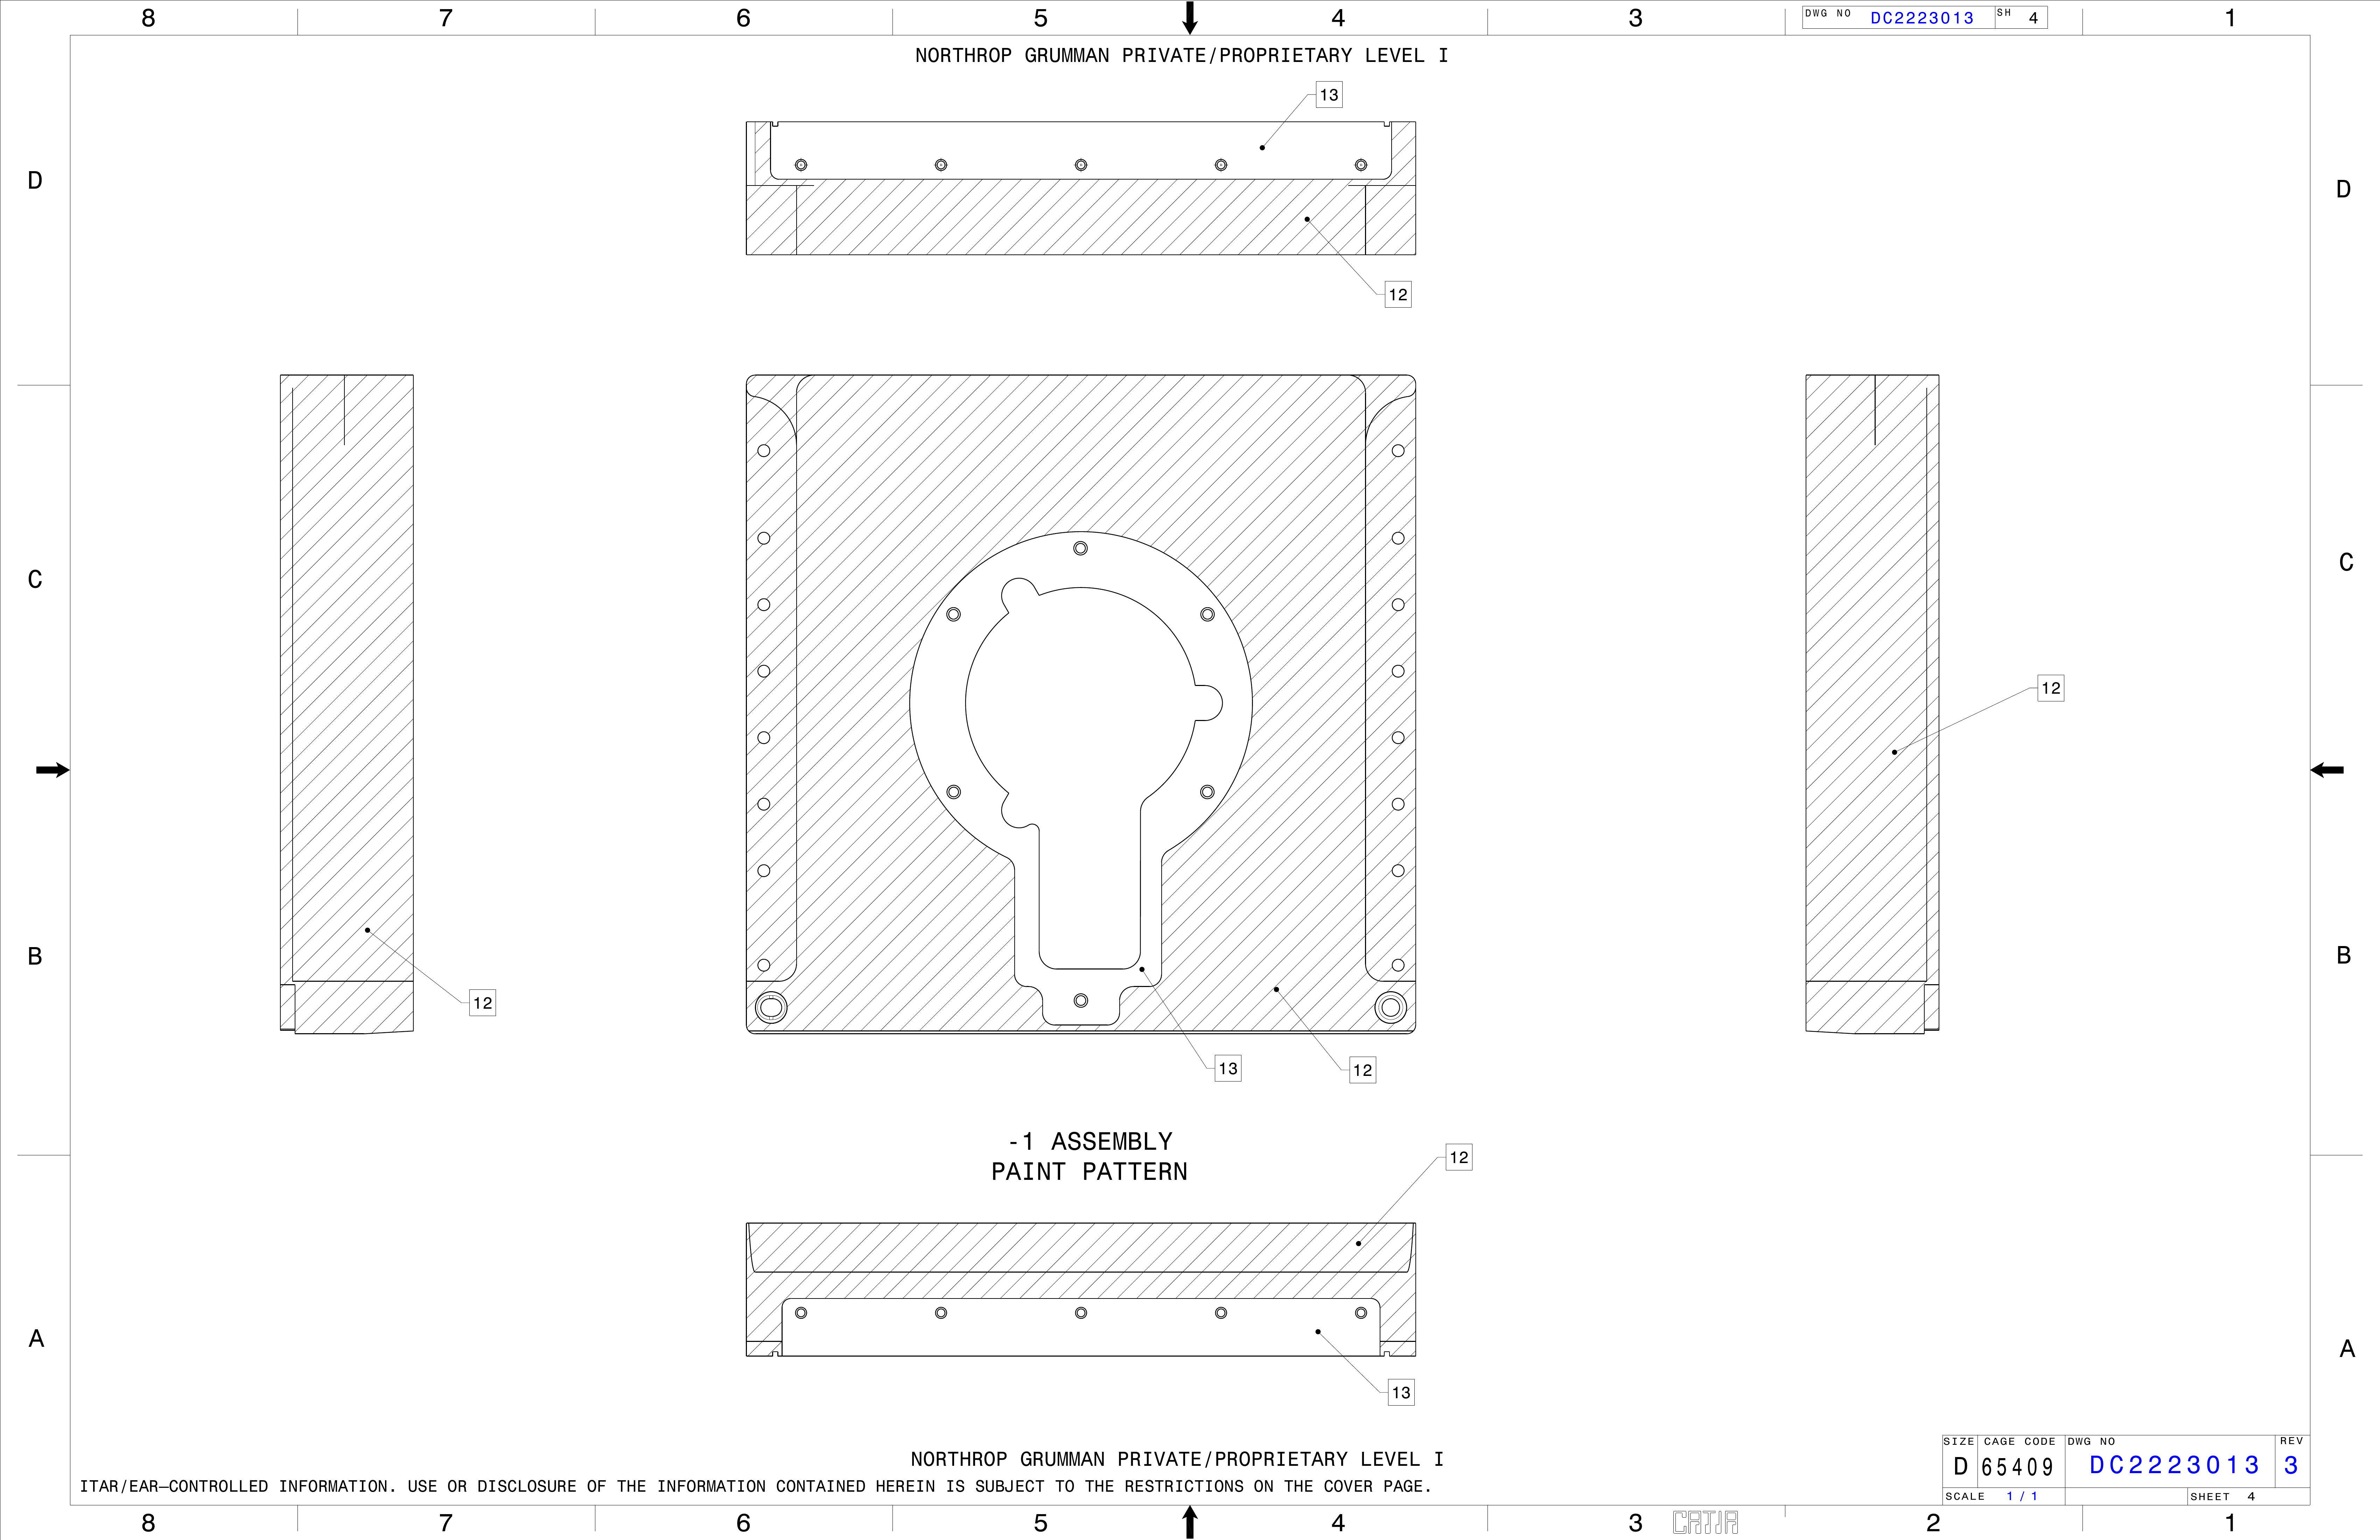 8 7 6 5 4 3 1
DWG NO DC2223013 SH 4
NORTHROP GRUMMAN PRIVATE/PROPRIETARY LEVEL I
13
D D
12
C C
12
B B
12
13 12
-1 ASSEMBLY
PAINT PATTERN
12
A A
13
NORTHROP GRUMMAN PRIVATE/PROPRIETARY LEVEL I
ITAR/EAR—CONTROLLED INFORMATION. USE OR DISCLOSURE OF THE INFORMATION CONTAINED HEREIN IS SUBJECT TO THE RESTRICTIONS ON THE COVER PAGE.
SIZE CAGE CODE DWG NO REV
D 65409 DC2223013 3
SCALE 1 / 1 SHEET 4
8 7 6 5 4 3 CATIA 2 1